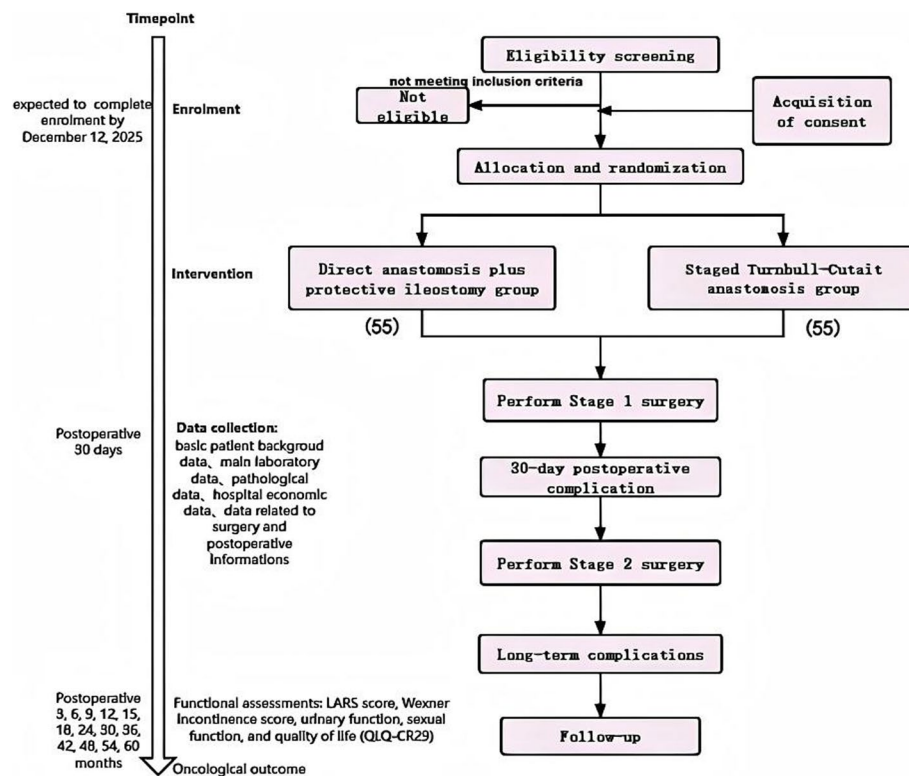 Timepoint
Eligibility screening
not meeting inclusion criteria
expected to complete
enrolment by
December 12, 2025
Enrolment
Not
eligible
Acquisition
of consent
Allocation and randomization
Intervention
Direct anastomosis plus
protective ileostomy group
(55)
Staged Turnbull-Cutait
anastomosis group
(55)
Perform Stage 1 surgery
Postoperative
30 days
Data collection:
basic patient backgroud
data、main laboratory
data、pathological
data、hospital economic
data、data related to
surgery and
postoperative
informations
30-day postoperative
complication
Perform Stage 2 surgery
Long-term complications
Postoperative
3, 6, 9, 12, 15,
18, 24, 30, 36,
42, 48, 54, 60
months
Functional assessments: LARS score, Wexner
incontinence score, urinary function, sexual
function, and quality of life (QLQ-CR29)
Follow-up
Oncological outcome